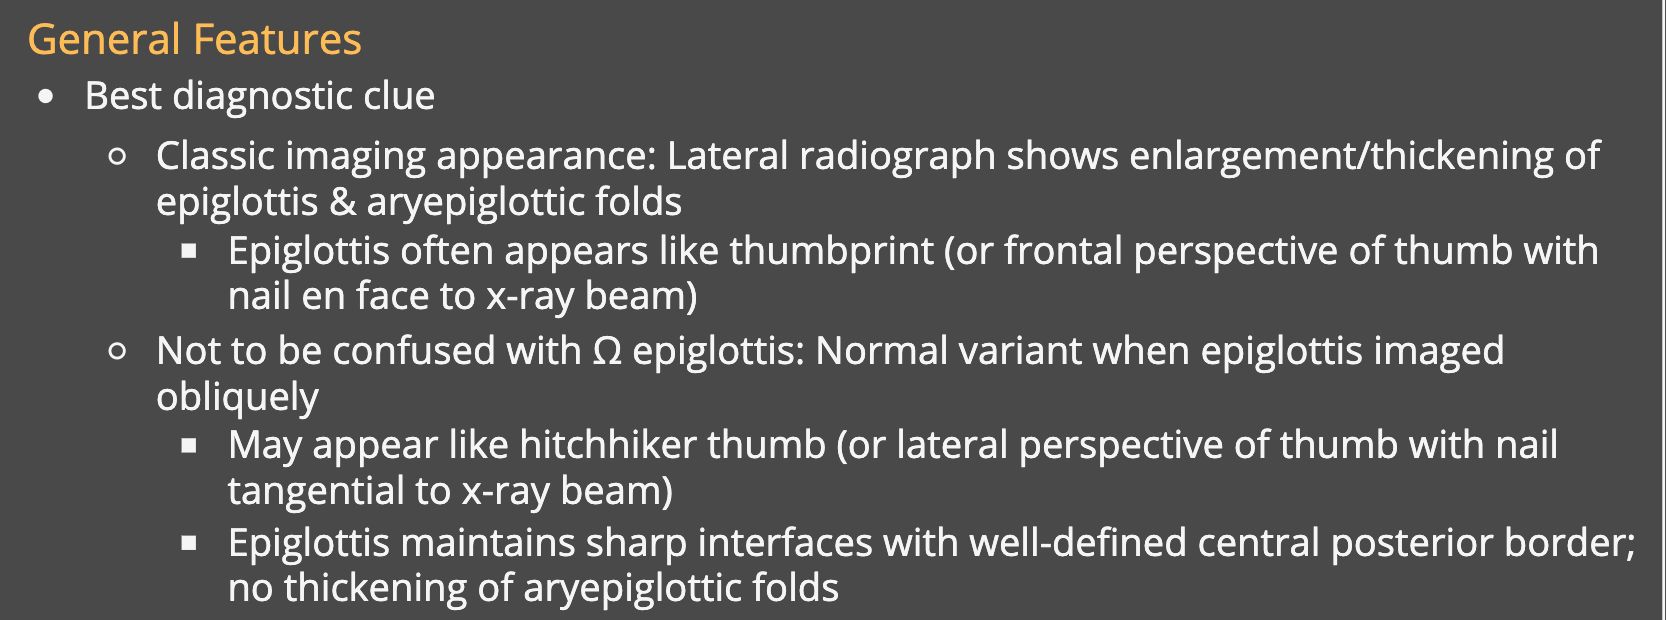 General Features
• Best diagnostic clue
○ Classic imaging appearance: Lateral radiograph shows enlargement/thickening of
epiglottis & aryepiglottic folds
▪ Epiglottis often appears like thumbprint (or frontal perspective of thumb with
nail en face to x-ray beam)
○ Not to be confused with Ω epiglottis: Normal variant when epiglottis imaged
obliquely
▪ May appear like hitchhiker thumb (or lateral perspective of thumb with nail
tangential to x-ray beam)
▪ Epiglottis maintains sharp interfaces with well-defined central posterior border;
no thickening of aryepiglottic folds